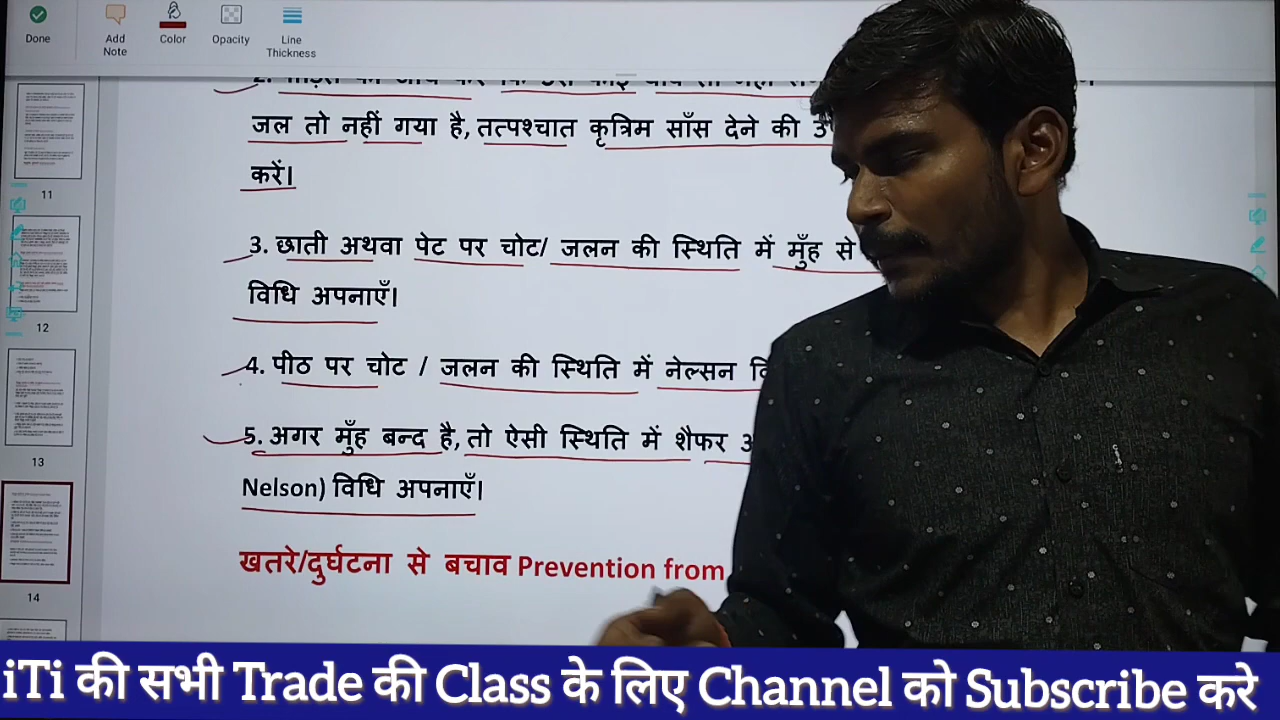 Done
Add
Note
Color
Opacity
Line
Thickness
जल तो नहीं गया है, तत्पश्चात कृत्रिम साँस देने की
करें।
3. छाती अथवा पेट पर चोट/ जलन की स्थिति में मुँह से
विधि अपनाएँ।
4. पीठ पर चोट / जलन की स्थिति में नेल्सन
5. अगर मुँह बन्द है, तो ऐसी स्थिति में शैफर
Nelson) विधि अपनाएँ।
खतरे/दुर्घटना से बचाव Prevention from
11
12
13
14
iTi की सभी Trade की Class के लिए Channel को Subscribe करे